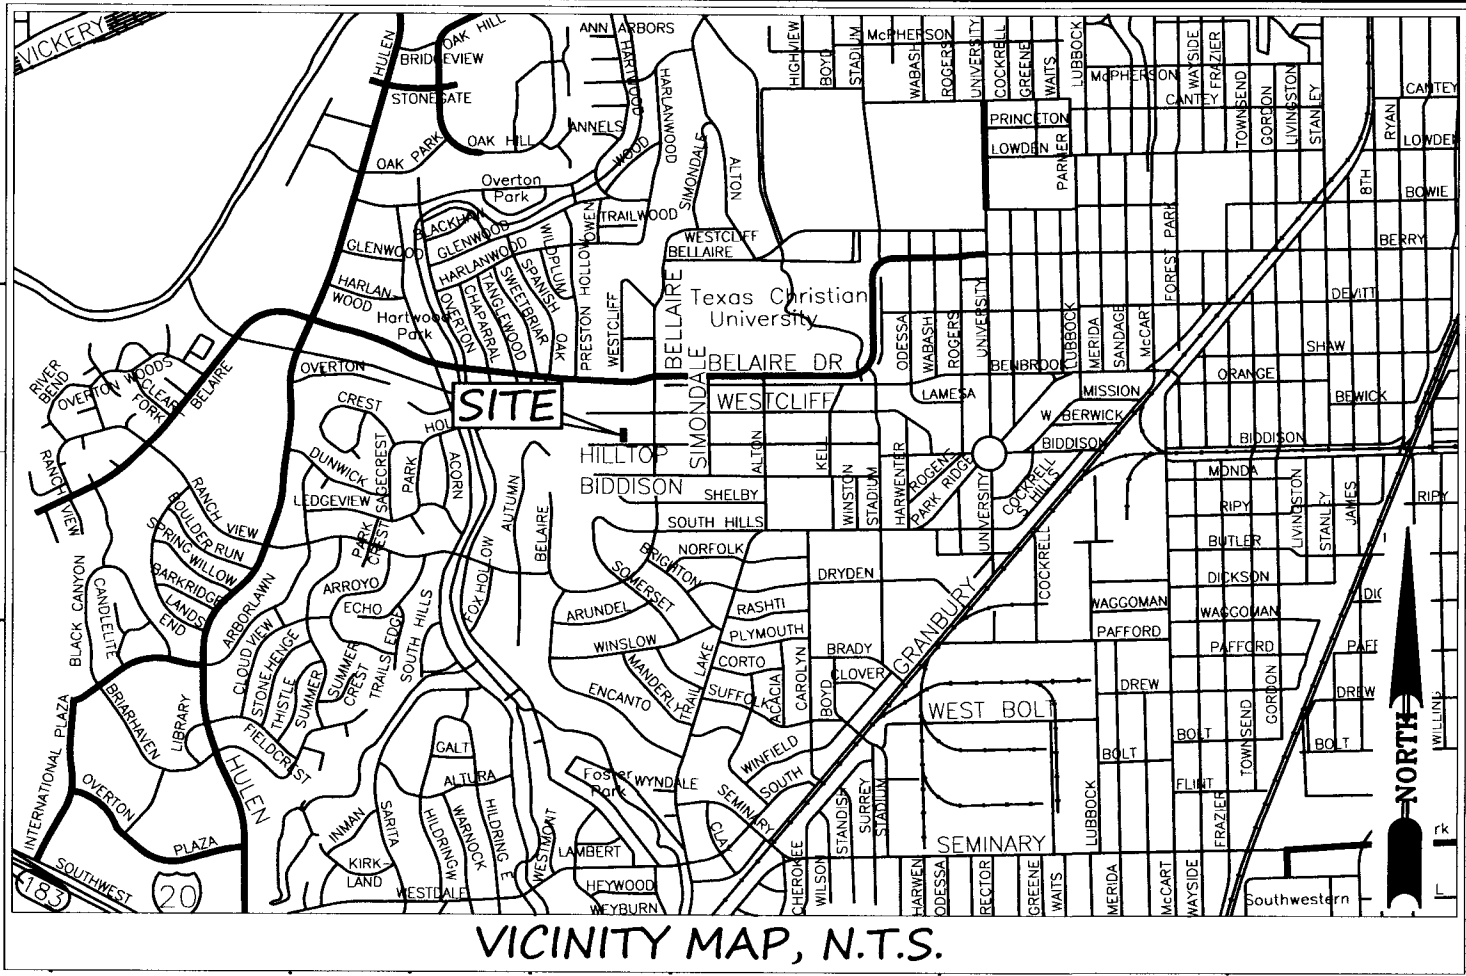 VICKERY
HULEN
OAK HILL
BRIDGEVIEW
STONEGATE
OAK PARK
OAK HILL
ANN ARBORS
HARTWOOD
HARLANWOOD
ANNELS
WOOD
SIMONDALE
ALTON
HIGHVIEW
BOYD
STADIUM
McPHERSON
WABASH
ROGERS
UNIVERSITY
COCKRELL
GREENE
WAITS
LUBBOCK
McPHERSON
WAYSIDE
FRAZIER
CANTEY
TOWNSEND
GORDON
LIVINGSTON
STANLEY
RYAN
CANTEY
LOWDEN
PRINCETON
LOWDEN
PARMER
8TH
BOWIE
BERRY
FOREST PARK
Overton
Park
BLACKHAW
GLENWOOD
GLENWOOD
HARLANWOOD
WILDPLUM
OWEN
TRAILWOOD
WESTCLIFF
BELLAIRE
HARLAN-
WOOD
Hartwood
Park
OVERTON
CHAPARRAL
TANGLEWOOD
SWEETBRIAR
SPANISH
OAK
PRESTON HOLLOW
WESTCLIFF
BELLAIRE
Texas Christian
University
ODESSA
WABASH
ROGERS
UNIVERSITY
LUBBOCK
MERIDA
SANDAGE
McCART
DEVITT
SHAW
ORANGE
BEWICK
BENBROOK
BELAIRE DR
RIVER
BEND
OVERTON WOODS
CLEAR
FORK
BELAIRE
OVERTON
SITE
CREST
WESTCLIFF
SIMONDALE
LAMESA
MISSION
W. BERWICK
BIDDISON
BIDDISON
HILLTOP
BIDDISON
ALTON
KELL
SHELBY
SOUTH HILLS
WINSTON
STADIUM
HARWENTER
ROGERS
PARK RIDGE
UNIVERSITY
COCKRELL
S HILLS
COCKRELL
MONDA
RIPY
RIPY
LIVINGSTON
STANLEY
JAMES
BUTLER
DICKSON
DIC
RANCH VIEW
RANCH VIEW
DUNWICK
SAGECREST
PARK
ACORN
LEDGEVIEW
PARK
CREST
AUTUMN
BELAIRE
BOULDER RUN
SPRING WILLOW
BARKRIDGE
LANDS
END
ARBORLAWN
BLACK CANYON
CANDLELITE
ARROYO
ECHO
FOX HOLLOW
SOUTH HILLS
TRAILS EDGE
BRIGHTON
NORFOLK
SOMERSET
ARUNDEL
WINSLOW
MANDERLY
ENCANTO
DRYDEN
RASHTI
PLYMOUTH
CORTO
SUFFOLK
TRAIL LAKE
ACACIA
CAROLYN
BRADY
CLOVER
BOYD
GRANBURY
WAGGOMAN
PAFFORD
WAGGOMAN
PAFFORD
PAFF
DREW
DREW
GORDON
TOWNSEND
WEST BOLT
BOLT
BOLT
BOLT
WILLING
NORTH
CLOUD VIEW
STONEHENGE
THISTLE
SUMMER
SUMMER
CREST
FIELDCREST
LIBRARY
BRIARHAVEN
INTERNATIONAL PLAZA
OVERTON
PLAZA
HULEN
GALT
ALTURA
INMAN
SARITA
HILDRING W
WARNOCK
HILDRING E
WESTMONT
KIRK-
LAND
WESTDALE
Foster
Park
WYNDALE
LAMBERT
HEYWOOD
WEYBURN
WINFIELD
SOUTH
SEMINARY
CLAY
CHEROKEE
WILSON
STANDISH
SURREY
STADIUM
SEMINARY
HARWEN
ODESSA
RECTOR
GREENE
WAITS
LUBBOCK
MERIDA
McCART
WAYSIDE
FLINT
FRAZIER
rk
Southwestern
L
SOUTHWEST
183
20
VICINITY MAP, N.T.S.